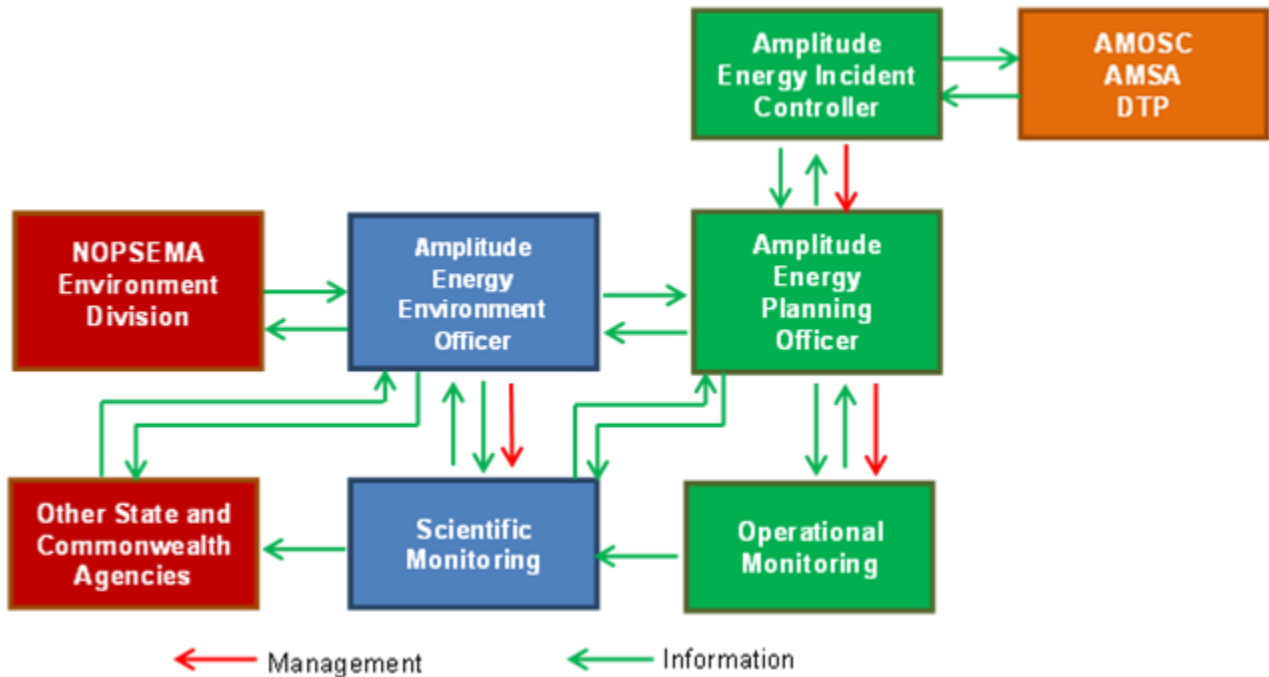 Amplitude
Energy Incident
Controller
AMOSC
AMSA
DTP
NOPSEMA
Environment
Division
Amplitude
Energy
Environment
Officer
Amplitude
Energy
Planning
Officer
Other State and
Commonwealth
Agencies
Scientific
Monitoring
Operational
Monitoring
Management
Information